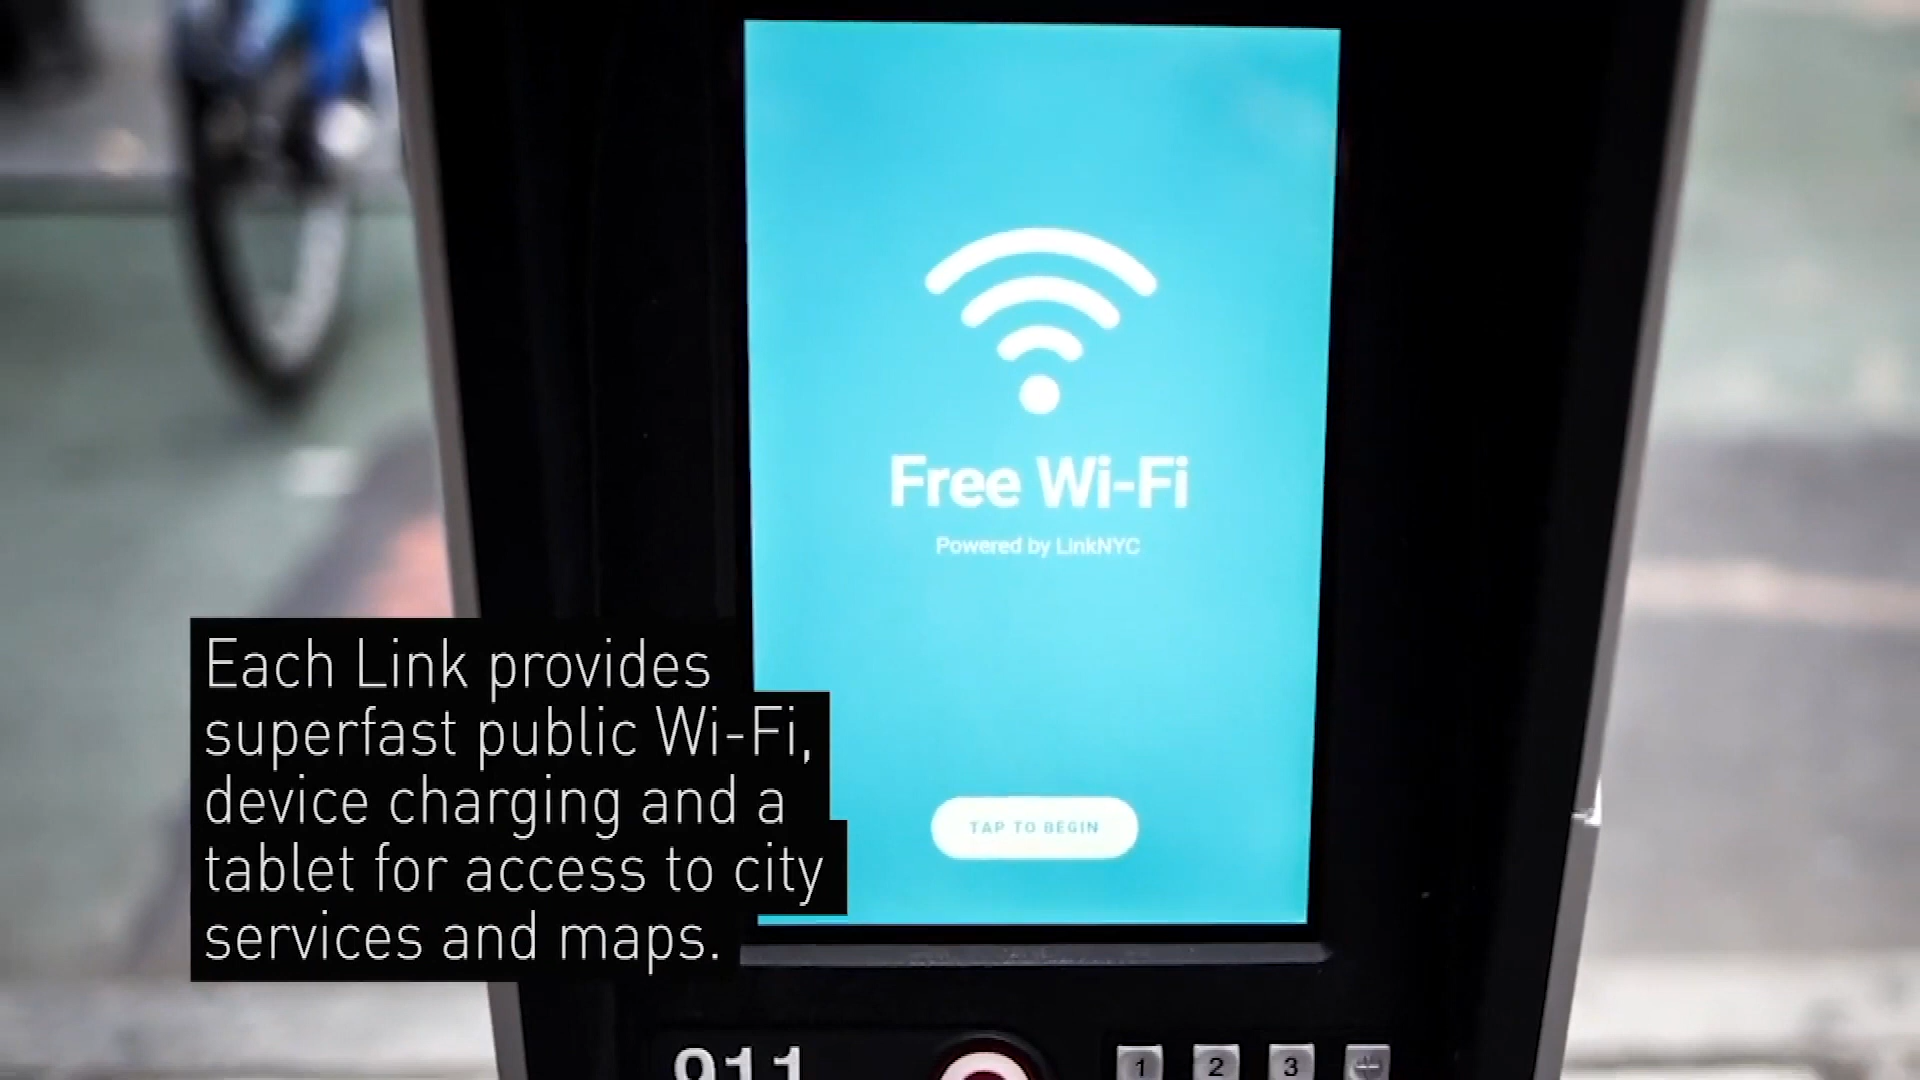 Free Wi-Fi
Powered by LinkNYC
TAP TO BEGIN
Each Link provides
superfast public Wi-Fi,
device charging and a
tablet for access to city
services and maps.
911
1 2 3